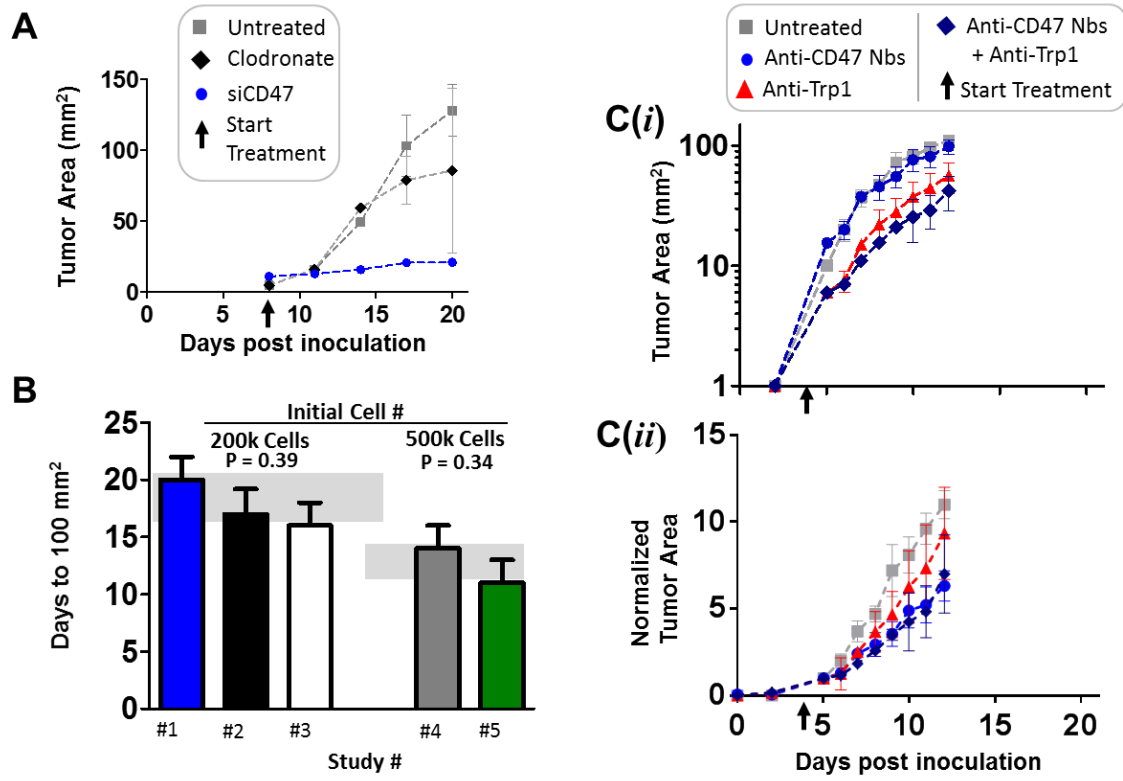 A
Untreated
Clodronate
siCD47
Start
Treatment
150
100
50
0
Tumor Area (mm²)
0 5 10 15 20
Days post inoculation
B
Initial Cell #
200k Cells
P = 0.39
500k Cells
P = 0.34
25
20
15
10
5
0
Days to 100 mm²
#1 #2 #3 #4 #5
Study #
Untreated
Anti-CD47 Nbs
Anti-Trp1
Anti-CD47 Nbs
+ Anti-Trp1
Start Treatment
C(i)
100
10
1
Tumor Area (mm²)
C(ii)
15
10
5
0
Normalized
Tumor Area
0 5 10 15 20
Days post inoculation